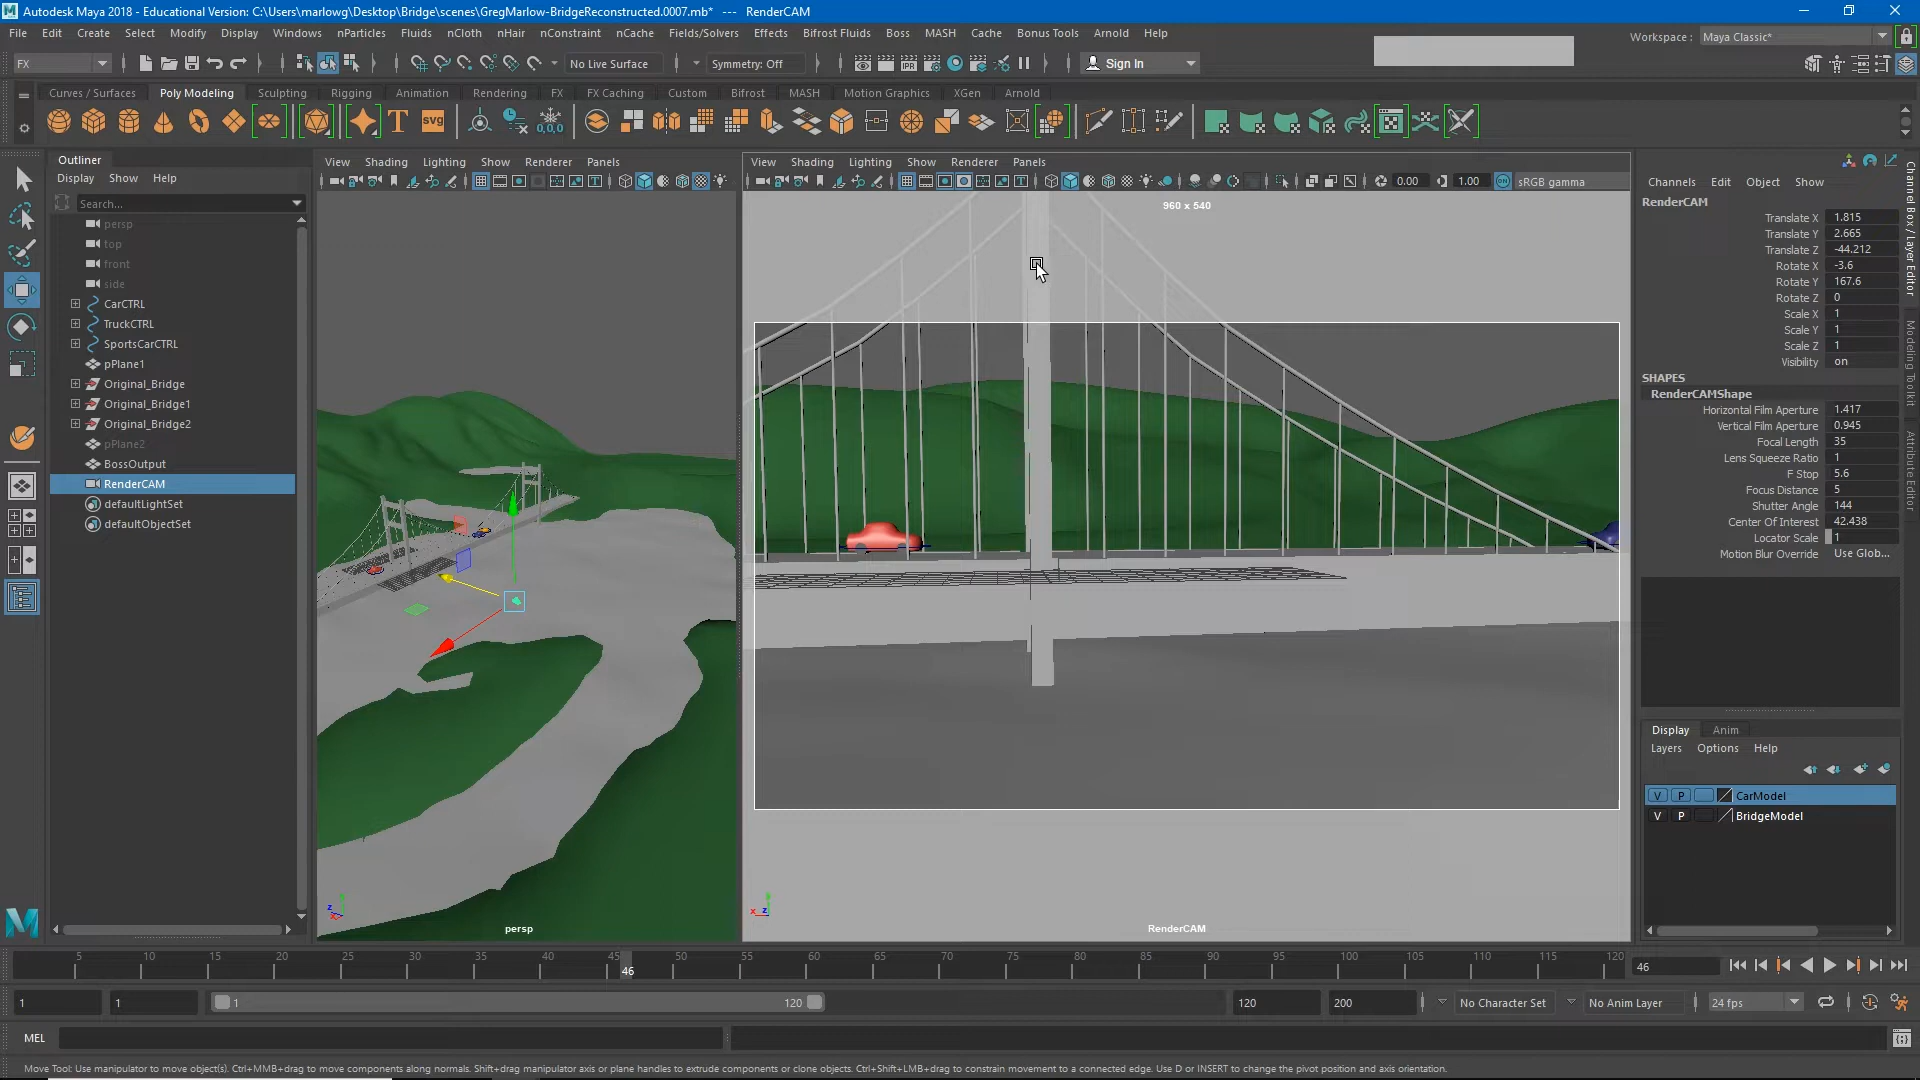 Autodesk Maya 2018 - Educational Version: C:\Users\marlowg\Desktop\Bridge\scenes\GregMarlow-BridgeReconstructed.0007.mb* --- RenderCAM
File Edit Create Select Modify Display Windows nParticles Fluids nCloth nHair nConstraint nCache Fields/Solvers Effects Bifrost Fluids Boss MASH Cache Bonus Tools Arnold Help
Workspace : Maya Classic*
FX No Live Surface Symmetry: Off Sign In
Curves / Surfaces Poly Modeling Sculpting Rigging Animation Rendering FX FX Caching Custom Bifrost MASH Motion Graphics XGen Arnold
T SVG 0,0,0
Outliner
Display Show Help
Search...
persp
top
front
side
CarCTRL
TruckCTRL
SportsCarCTRL
pPlane1
Original_Bridge
Original_Bridge1
Original_Bridge2
pPlane2
BossOutput
RenderCAM
defaultLightSet
defaultObjectSet
View Shading Lighting Show Renderer Panels
persp
View Shading Lighting Show Renderer Panels
0.00 1.00 ON sRGB gamma
960 x 540
RenderCAM
Channels Edit Object Show
RenderCAM
Translate X 1.815
Translate Y 2.665
Translate Z -44.212
Rotate X -3.6
Rotate Y 167.6
Rotate Z 0
Scale X 1
Scale Y 1
Scale Z 1
Visibility on
SHAPES
RenderCAMShape
Horizontal Film Aperture 1.417
Vertical Film Aperture 0.945
Focal Length 35
Lens Squeeze Ratio 1
F Stop 5.6
Focus Distance 5
Shutter Angle 144
Center Of Interest 42.438
Locator Scale 1
Motion Blur Override Use Glob...
Display Anim
Layers Options Help
V P CarModel
V P BridgeModel
Channel Box / Layer Editor
Modeling Toolkit
Attribute Editor
5 10 15 20 25 30 35 40 45 46 50 55 60 65 70 75 80 85 90 95 100 105 110 115 120 46
1 1 1 120 120 200 No Character Set No Anim Layer 24 fps
MEL
Move Tool: Use manipulator to move object(s). Ctrl+MMB+drag to move components along normals. Shift+drag manipulator axis or plane handles to extrude components or clone objects. Ctrl+Shift+LMB+drag to constrain movement to a connected edge. Use D or INSERT to change the pivot position and axis orientation.